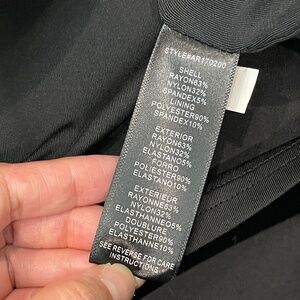 STYLE#AR170200
SHELL
RAYON63%
NYLON32%
SPANDEX5%
LINING
POLYESTER90%
SPANDEX10%
EXTERIOR
RAYON63%
NYLON32%
ELASTANO5%
FORRO
POLIESTER90%
ELASTANO10%
EXTERIEUR
RAYONNE63%
NYLON32%
ELASTHANNED5%
DOUBLURE
POLYESTER90%
ELASTHANNE10%
SEE REVERSE FOR CARE
INSTRUCTIONS